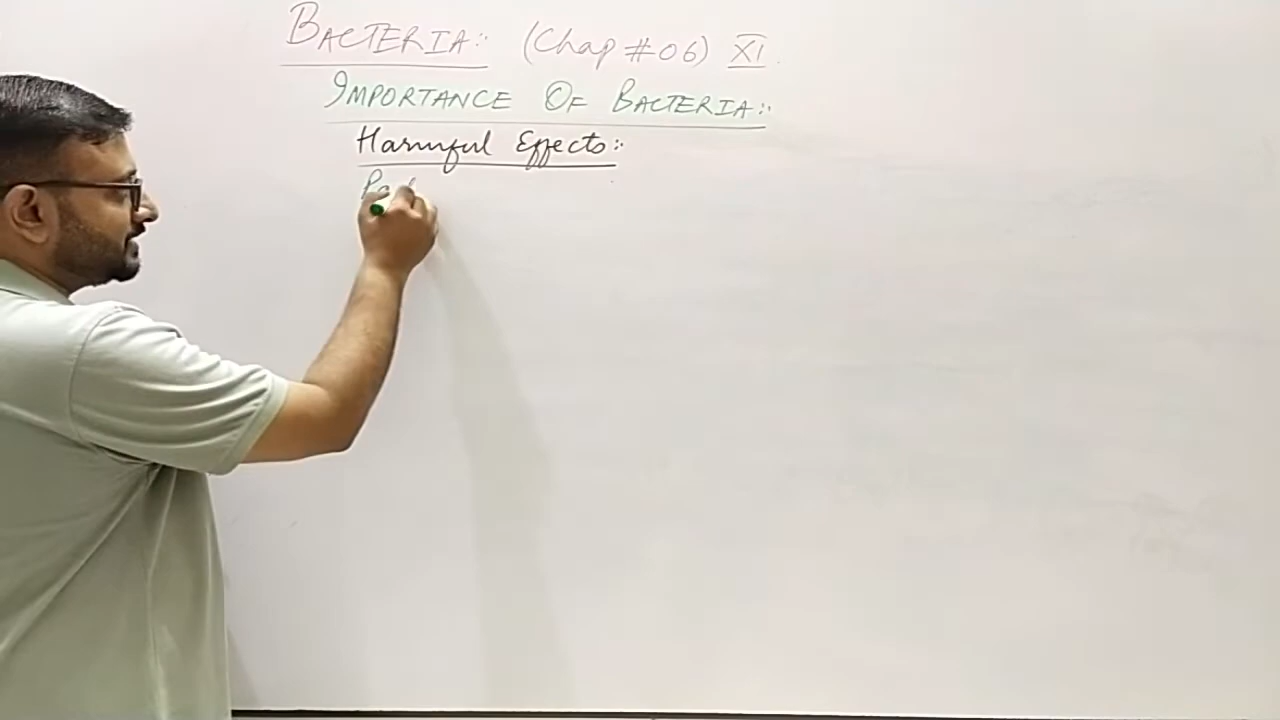 BACTERIA:- (Chap #06) XI
IMPORTANCE OF BACTERIA:-
Harmful Effects:-